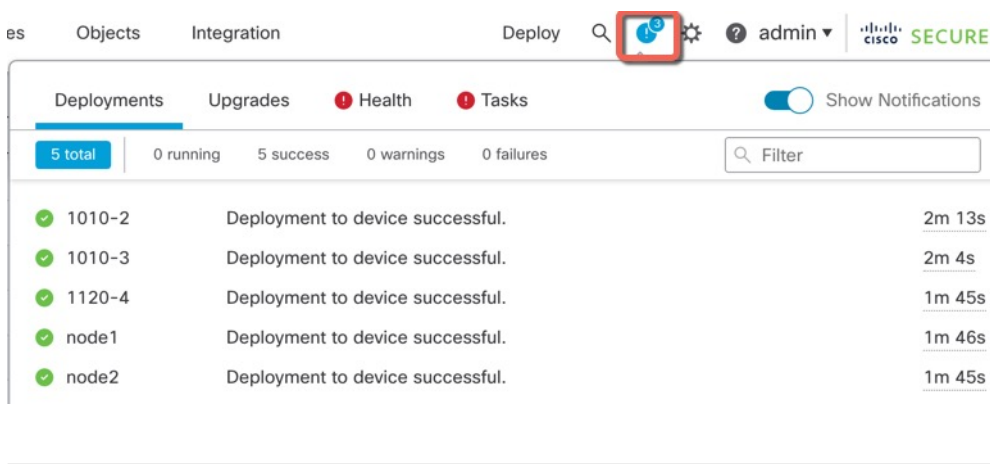 es Objects Integration Deploy 3 admin cisco SECURE
Deployments Upgrades Health Tasks Show Notifications
5 total 0 running 5 success 0 warnings 0 failures Filter
1010-2 Deployment to device successful. 2m 13s
1010-3 Deployment to device successful. 2m 4s
1120-4 Deployment to device successful. 1m 45s
node1 Deployment to device successful. 1m 46s
node2 Deployment to device successful. 1m 45s